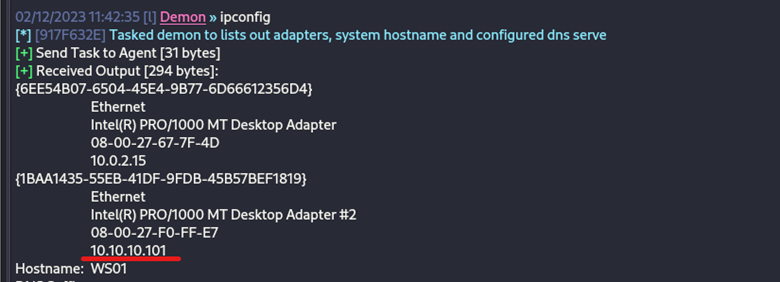 02/12/2023 11:42:35 [l] Demon » ipconfig
[*] [917F632E] Tasked demon to lists out adapters, system hostname and configured dns serve
[+] Send Task to Agent [31 bytes]
[+] Received Output [294 bytes]:
{6EE54B07-6504-45E4-9B77-6D66612356D4}
Ethernet
Intel(R) PRO/1000 MT Desktop Adapter
08-00-27-67-7F-4D
10.0.2.15
{1BAA1435-55EB-41DF-9FDB-45B57BEF1819}
Ethernet
Intel(R) PRO/1000 MT Desktop Adapter #2
08-00-27-F0-FF-E7
10.10.10.101
Hostname: WS01